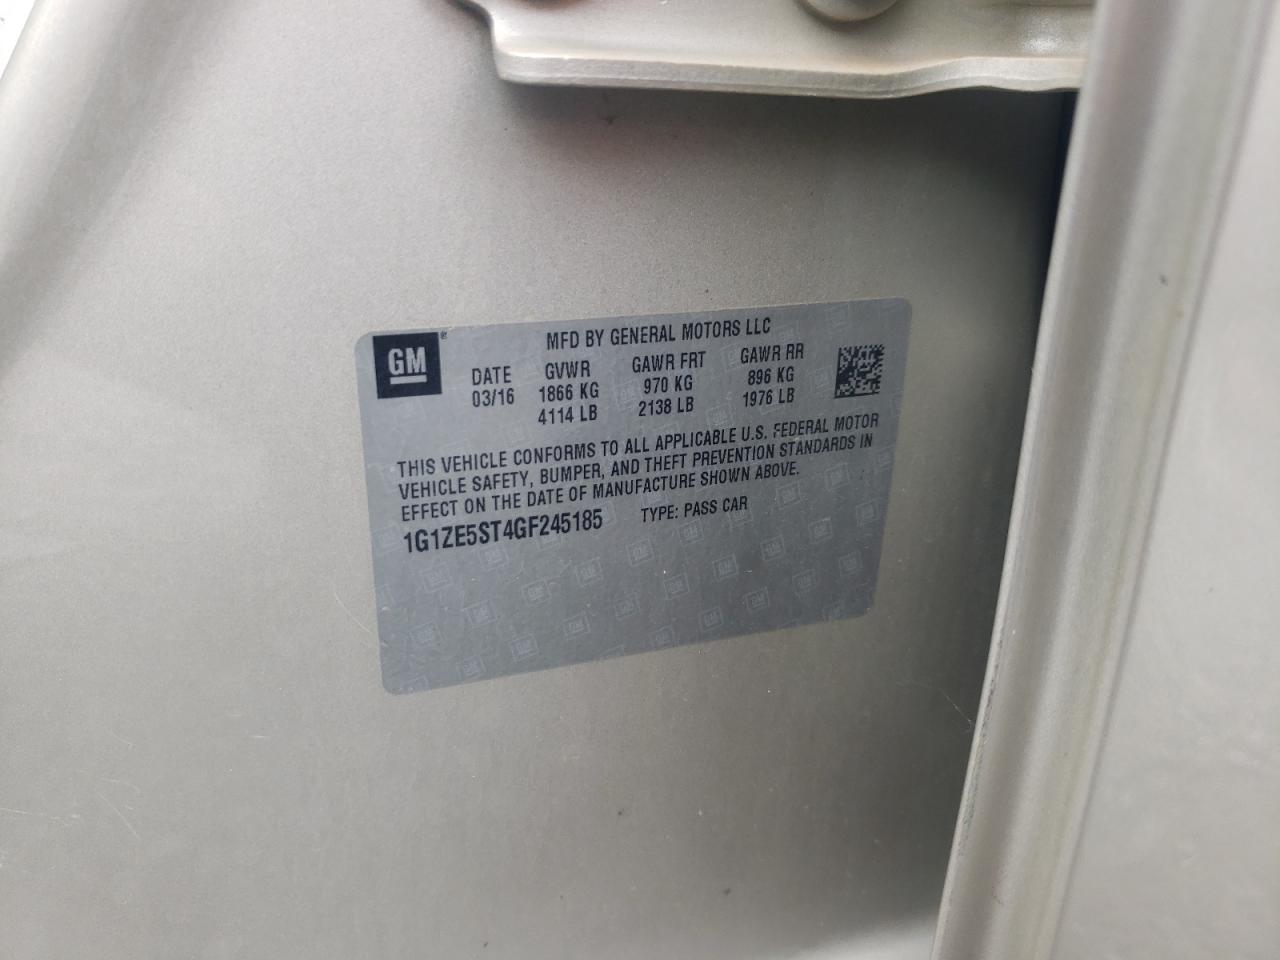 GM
MFD BY GENERAL MOTORS LLC
DATE GVWR GAWR FRT GAWR RR
03/16 1866 KG 970 KG 896 KG
4114 LB 2138 LB 1976 LB
THIS VEHICLE CONFORMS TO ALL APPLICABLE U.S. FEDERAL MOTOR
VEHICLE SAFETY, BUMPER, AND THEFT PREVENTION STANDARDS IN
EFFECT ON THE DATE OF MANUFACTURE SHOWN ABOVE.
1G1ZE5ST4GF245185 TYPE: PASS CAR